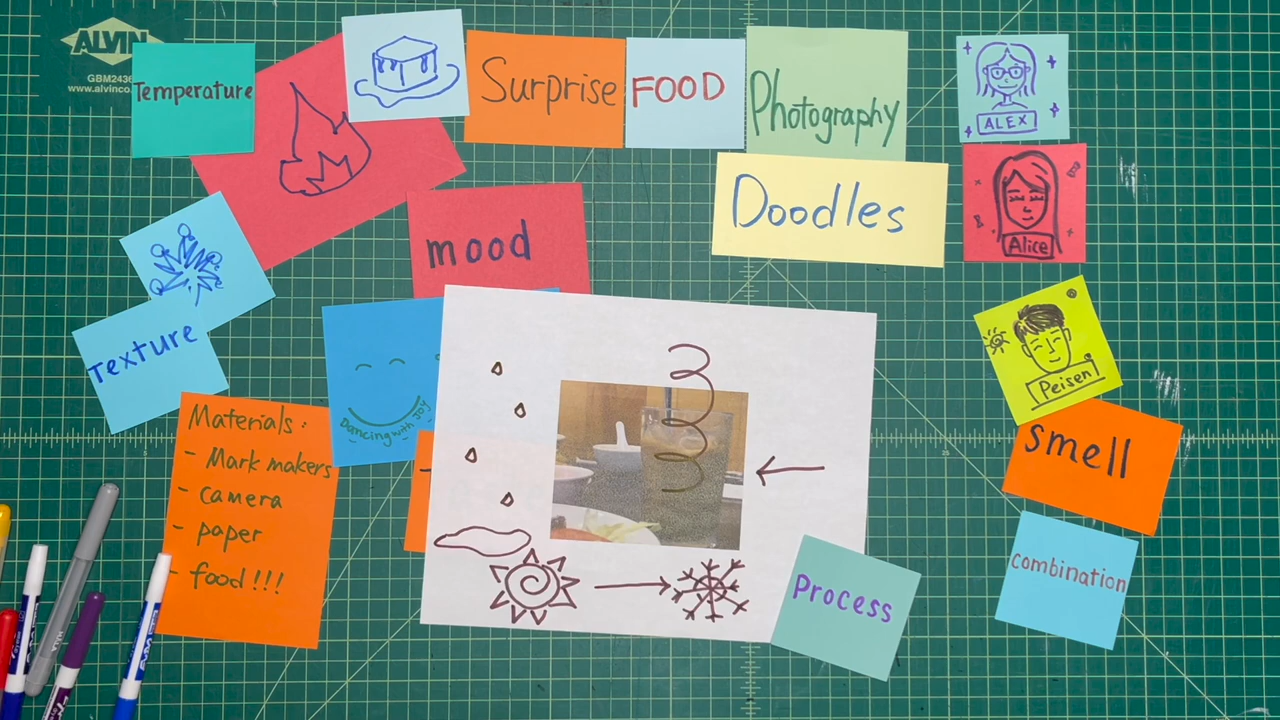 ALVIN
GBM2436
www.alvinco.
Temperature
Surprise
FOOD
Photography
ALEX
Doodles
Alice
mood
Texture
Dancing with Joy
Peisen
smell
Materials:
- Mark makers
- camera
- paper
- food!!!
combination
Process